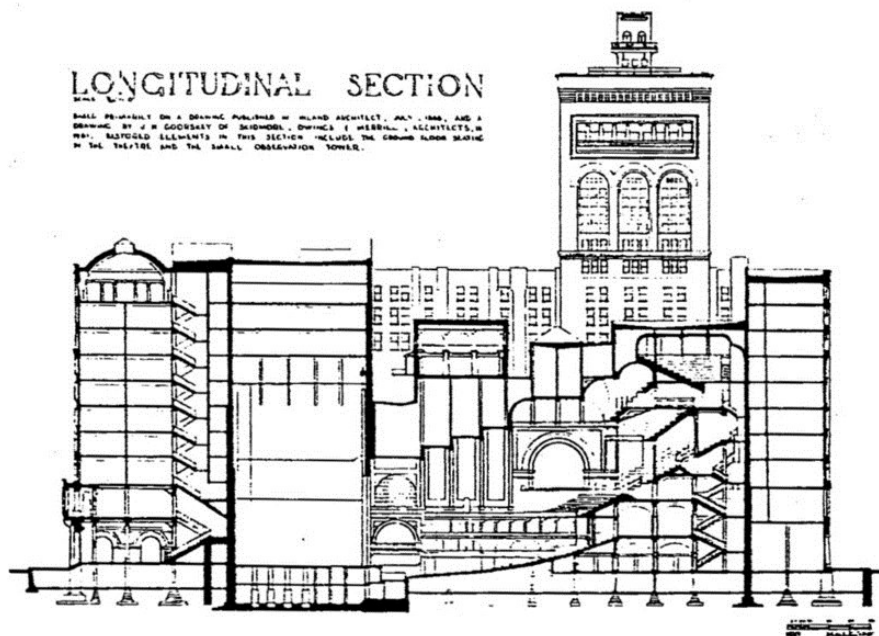 LONGITUDINAL SECTION
SCALE
BASED PRIMARILY ON A DRAWING PUBLISHED IN INLAND ARCHITECT, JULY, 1888, AND A
DRAWING BY J R GOORSKEY OF SKIDMORE, OWINGS & MERRILL, ARCHITECTS, IN
RESTORED ELEMENTS IN THIS SECTION INCLUDE THE GROUND FLOOR SEATING
IN THE THEATRE AND THE SMALL OBSERVATION TOWER.